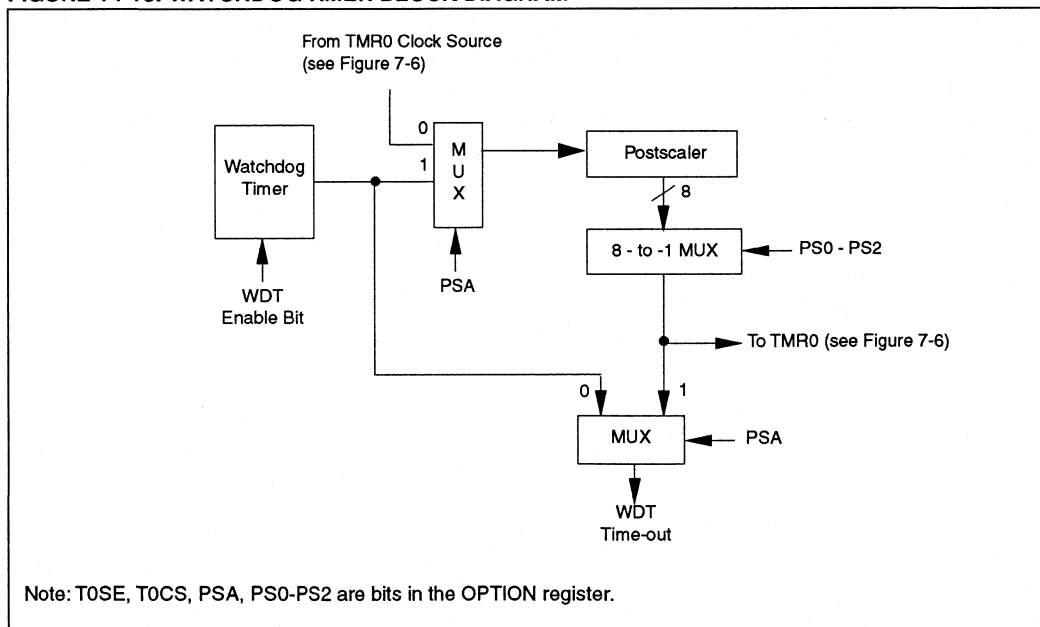 From TMR0 Clock Source
(see Figure 7-6)
0
1
M
U
X
Watchdog
Timer
Postscaler
8
8 - to -1 MUX
PS0 - PS2
PSA
WDT
Enable Bit
To TMR0 (see Figure 7-6)
0
1
MUX
PSA
WDT
Time-out
Note: T0SE, T0CS, PSA, PS0-PS2 are bits in the OPTION register.